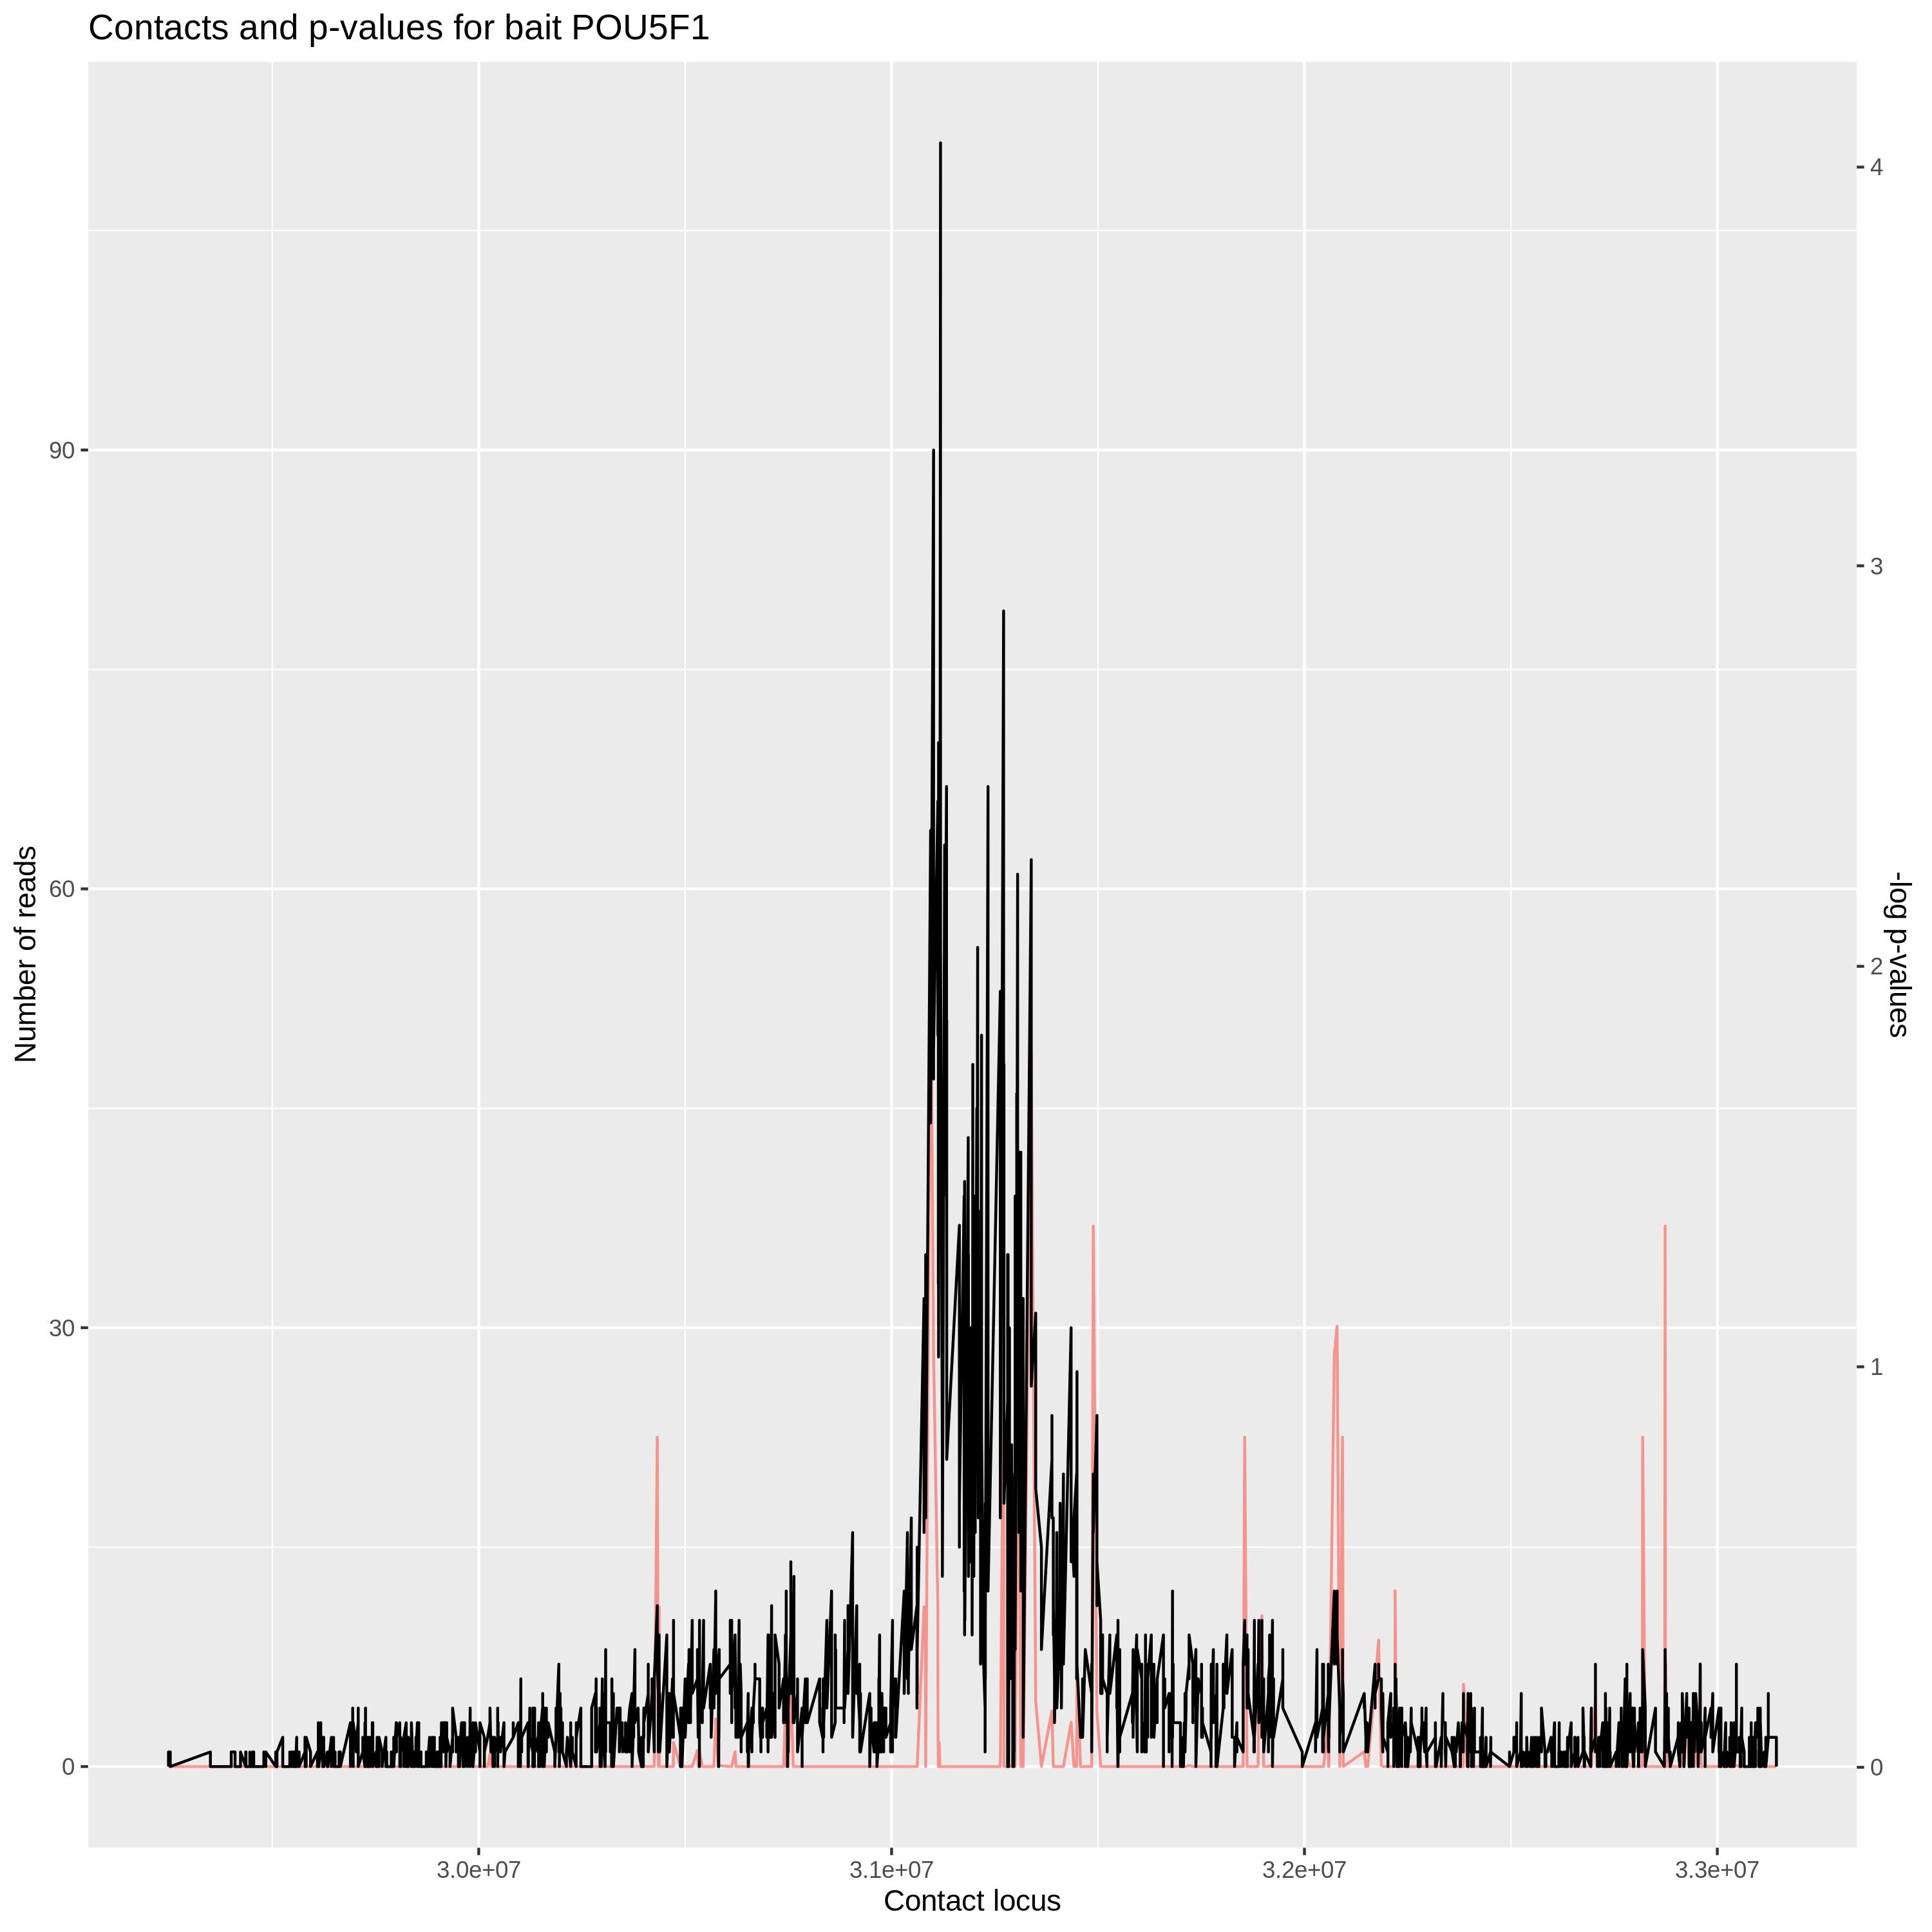 Contacts and p-values for bait POU5F1
90
60
30
0
4
3
2
1
0
Number of reads
-log p-values
3.0e+07
3.1e+07
3.2e+07
3.3e+07
Contact locus